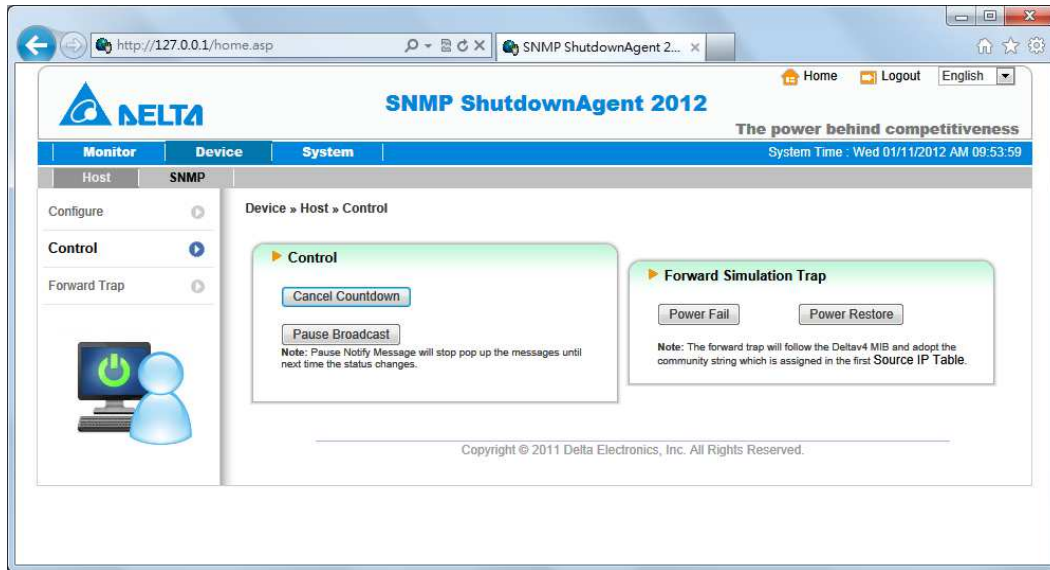 http://127.0.0.1/home.asp
SNMP ShutdownAgent 2...
Home
Logout
English
DELTA
SNMP ShutdownAgent 2012
The power behind competitiveness
Monitor
Device
System
System Time : Wed 01/11/2012 AM 09:53:59
Host
SNMP
Configure
Control
Forward Trap
Device » Host » Control
Control
Cancel Countdown
Pause Broadcast
Note: Pause Notify Message will stop pop up the messages until
next time the status changes.
Forward Simulation Trap
Power Fail
Power Restore
Note: The forward trap will follow the Deltav4 MIB and adopt the
community string which is assigned in the first Source IP Table.
Copyright © 2011 Delta Electronics, Inc. All Rights Reserved.